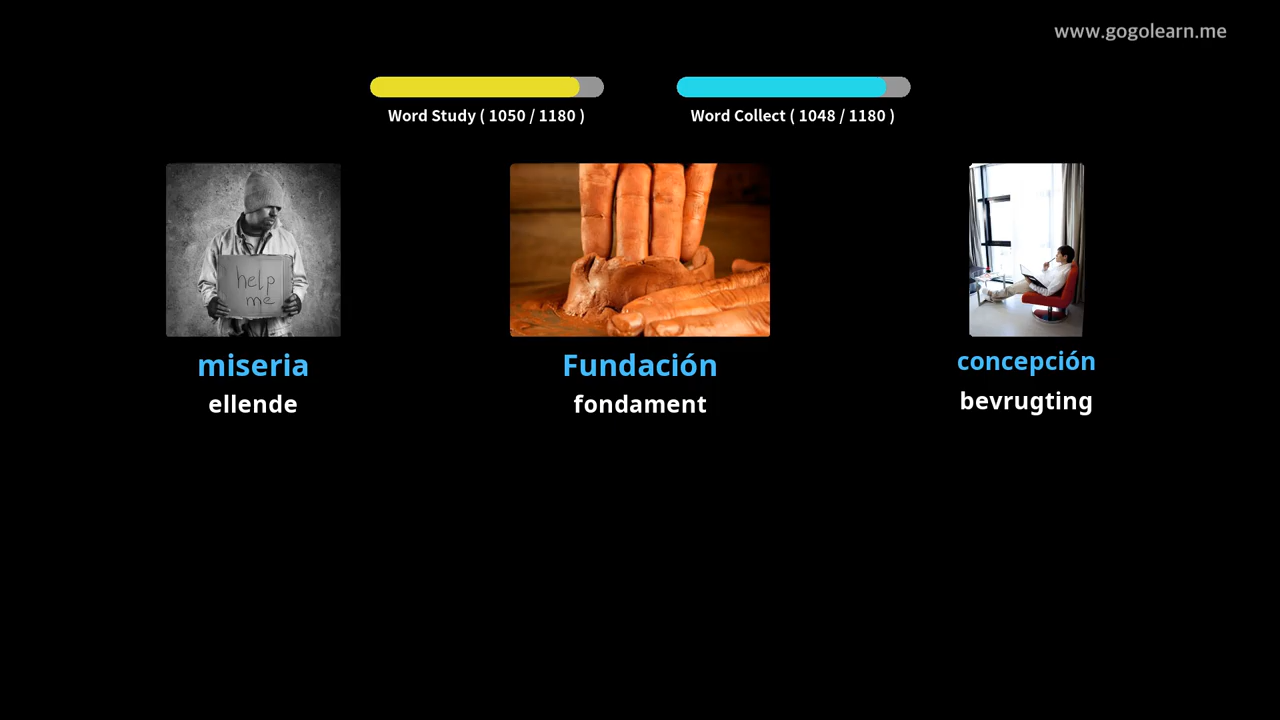 www.gogolearn.me
Word Study ( 1050 / 1180 )
Word Collect ( 1048 / 1180 )
help
me
miseria
Fundación
concepción
ellende
fondament
bevrugting